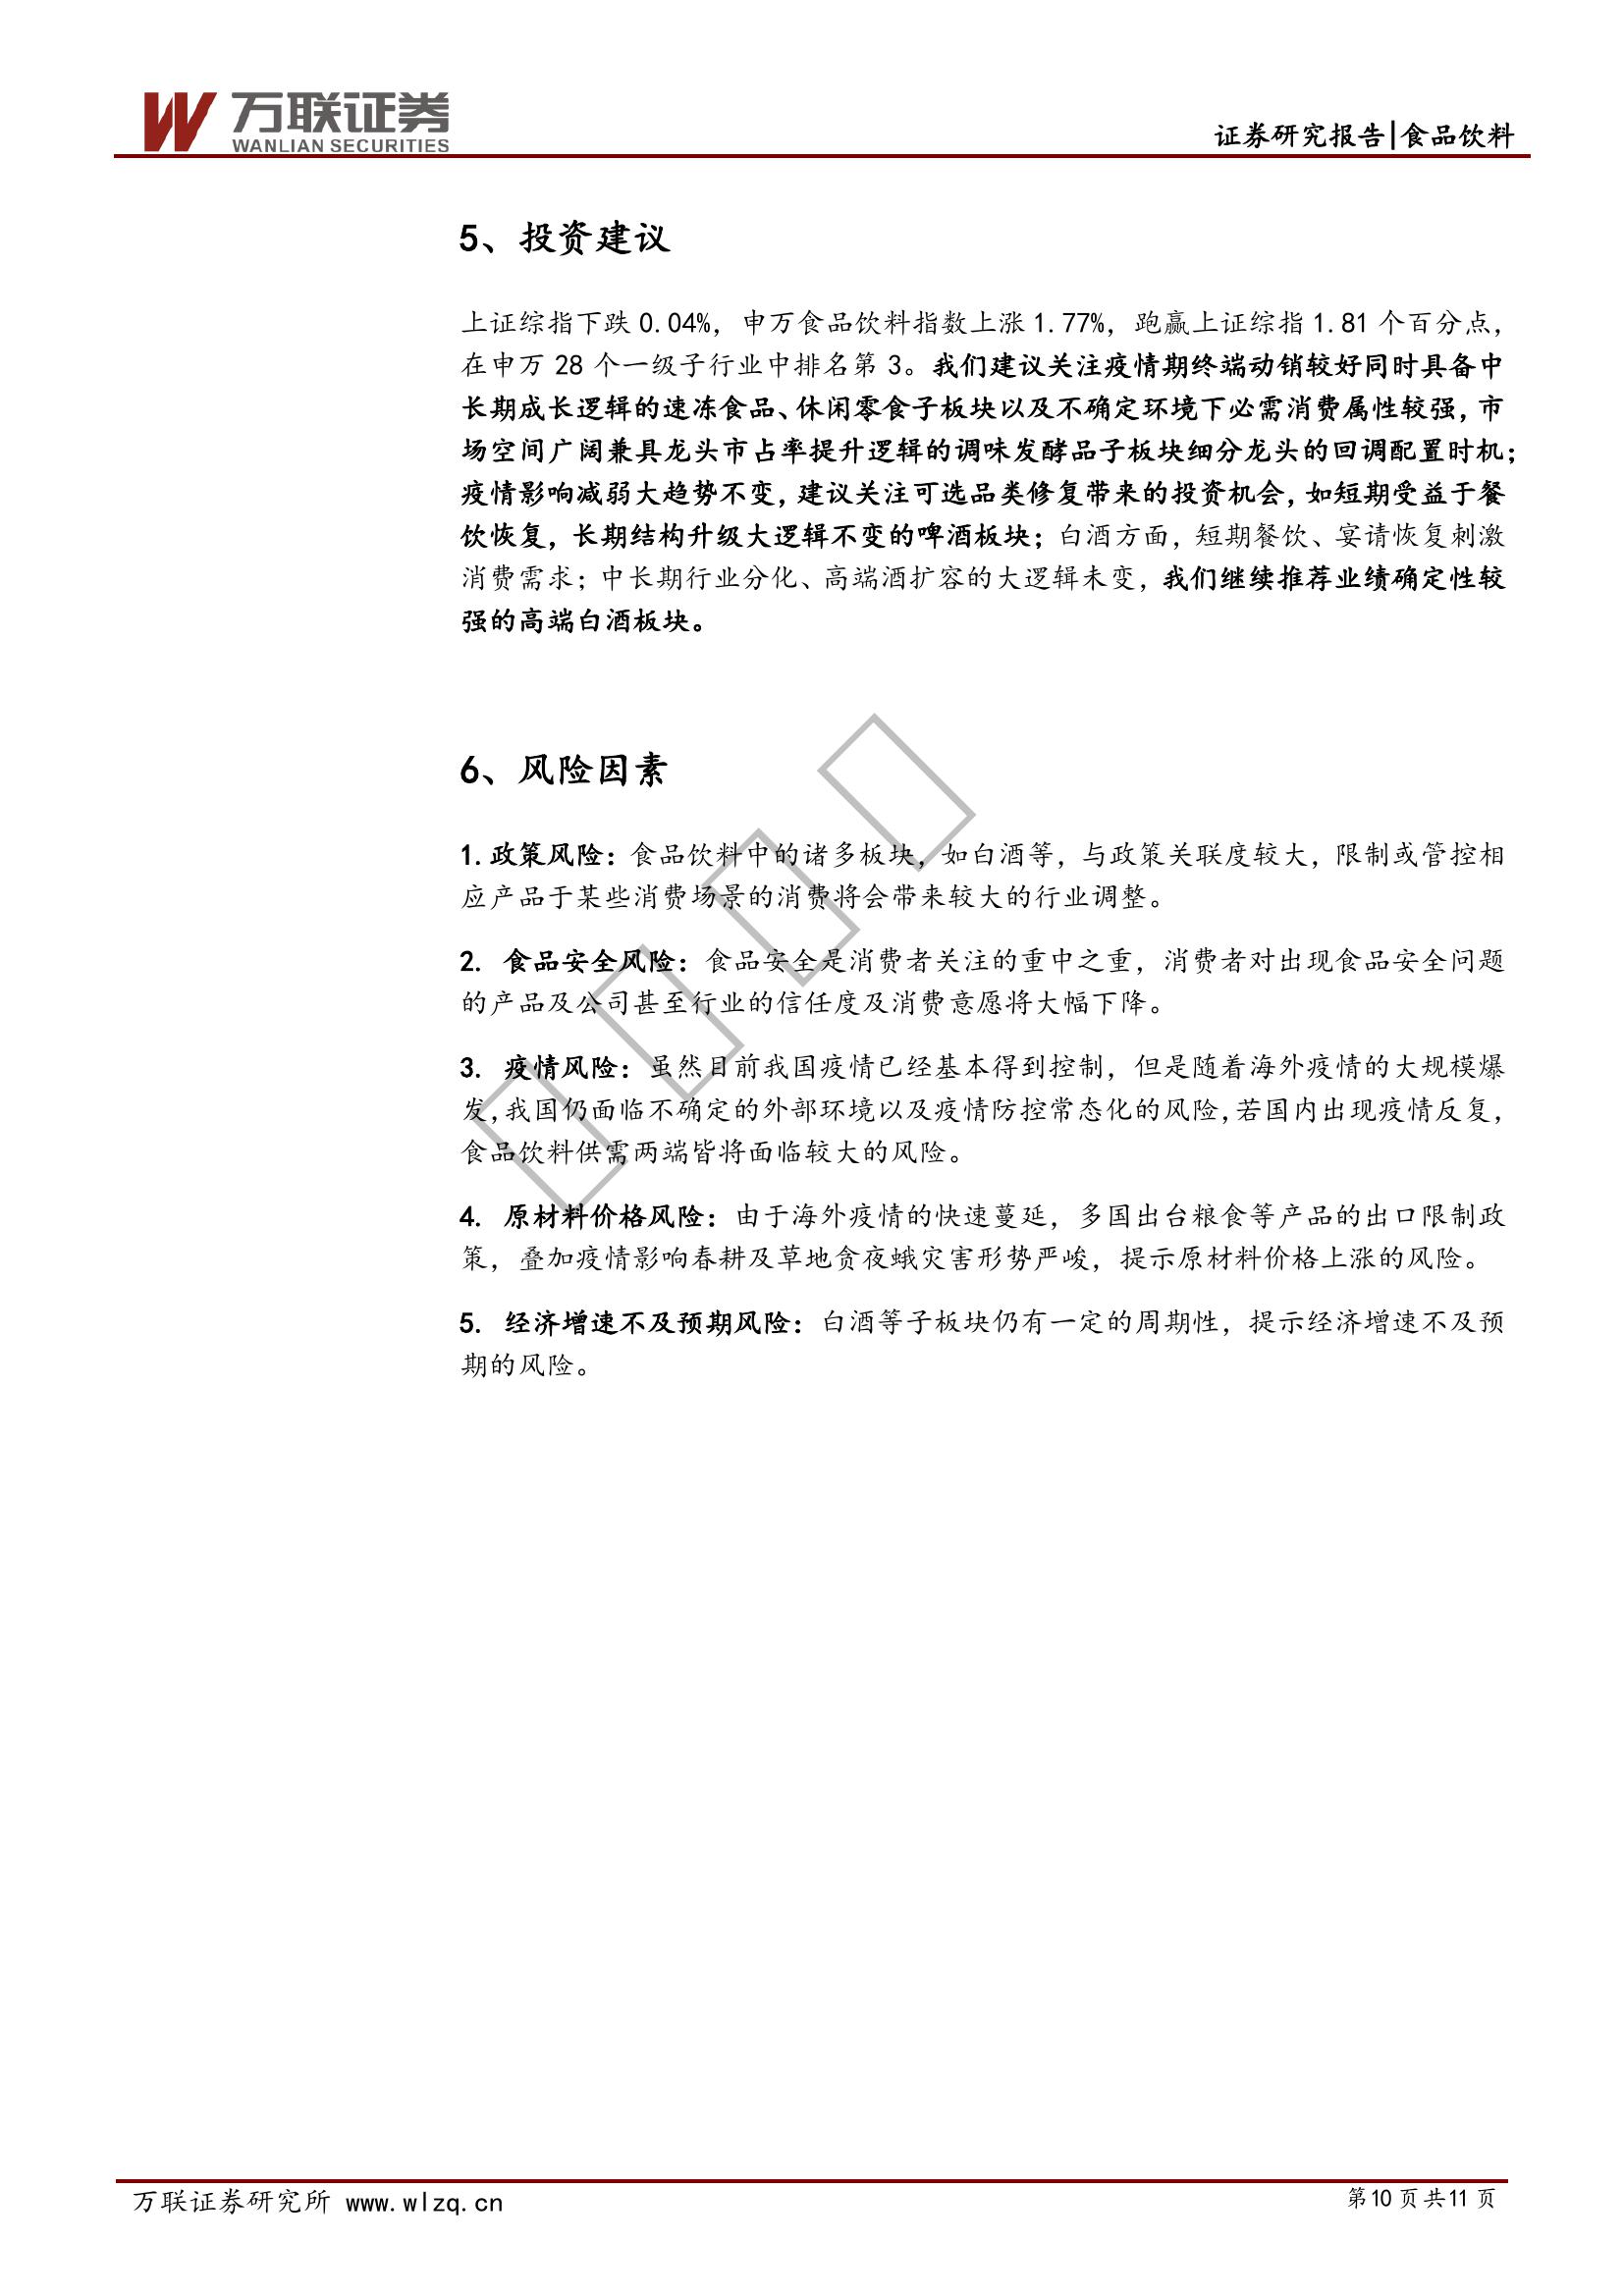 万联证券
WANLIAN SECURITIES
证券研究报告|食品饮料
5、投资建议
上证综指下跌 0.04%，申万食品饮料指数上涨 1.77%，跑赢上证综指 1.81 个百分点，
在申万 28 个一级子行业中排名第 3。我们建议关注疫情期终端动销较好同时具备中
长期成长逻辑的速冻食品、休闲零食子板块以及不确定环境下必需消费属性较强，市
场空间广阔兼具龙头市占率提升逻辑的调味发酵品子板块细分龙头的回调配置时机；
疫情影响减弱大趋势不变，建议关注可选品类修复带来的投资机会，如短期受益于餐
饮恢复，长期结构升级大逻辑不变的啤酒板块；白酒方面，短期餐饮、宴请恢复刺激
消费需求；中长期行业分化、高端酒扩容的大逻辑未变，我们继续推荐业绩确定性较
强的高端白酒板块。
6、风险因素
1.政策风险：食品饮料中的诸多板块，如白酒等，与政策关联度较大，限制或管控相
应产品于某些消费场景的消费将会带来较大的行业调整。
2. 食品安全风险：食品安全是消费者关注的重中之重，消费者对出现食品安全问题
的产品及公司甚至行业的信任度及消费意愿将大幅下降。
3. 疫情风险：虽然目前我国疫情已经基本得到控制，但是随着海外疫情的大规模爆
发，我国仍面临不确定的外部环境以及疫情防控常态化的风险，若国内出现疫情反复，
食品饮料供需两端皆将面临较大的风险。
4. 原材料价格风险：由于海外疫情的快速蔓延，多国出台粮食等产品的出口限制政
策，叠加疫情影响春耕及草地贪夜蛾灾害形势严峻，提示原材料价格上涨的风险。
5. 经济增速不及预期风险：白酒等子板块仍有一定的周期性，提示经济增速不及预
期的风险。
万联证券研究所 www.wlzq.cn
第10页共11页